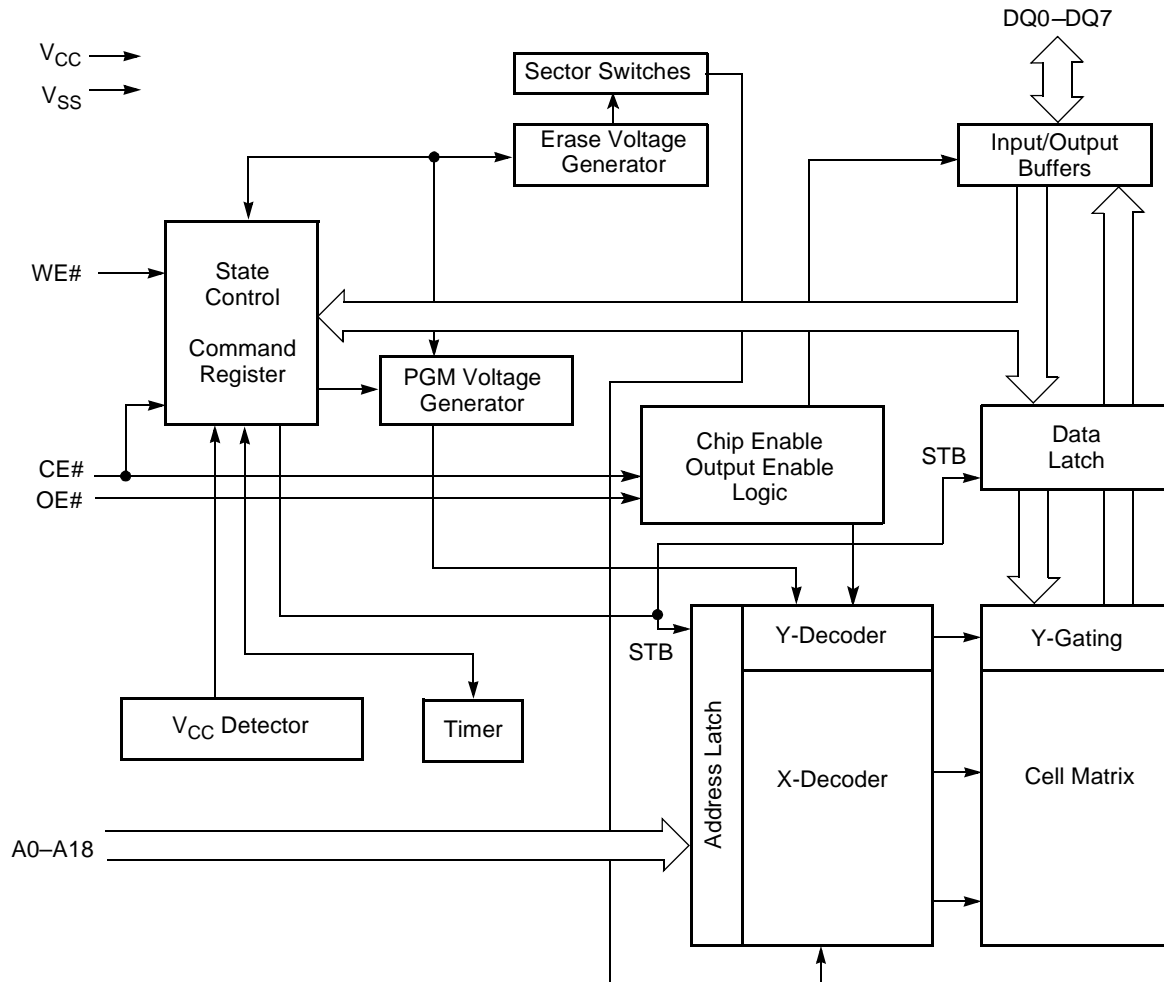 DQ0–DQ7
VCC
VSS
Sector Switches
Erase Voltage
Generator
Input/Output
Buffers
WE#
State
Control
Command
Register
PGM Voltage
Generator
Chip Enable
Output Enable
Logic
Data
Latch
STB
CE#
OE#
STB
Y-Decoder
Y-Gating
VCC Detector
Timer
Address Latch
X-Decoder
Cell Matrix
A0–A18